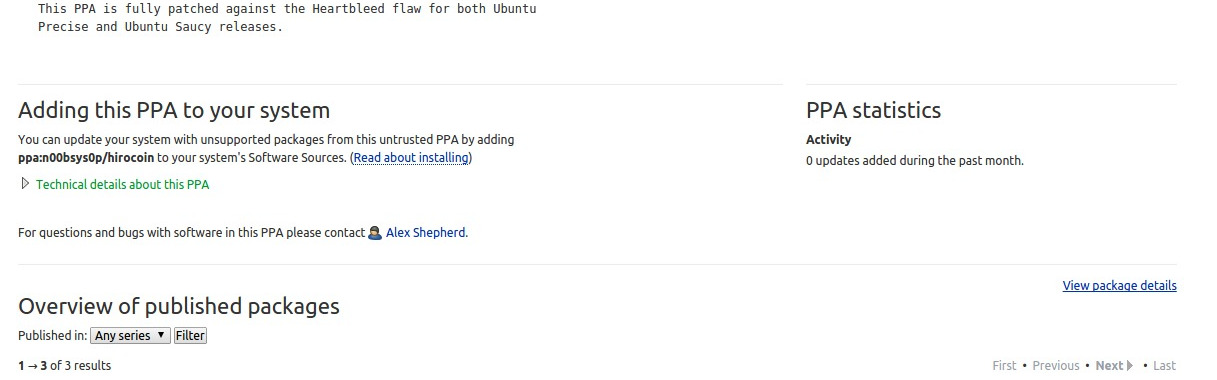 This PPA is fully patched against the Heartbleed flaw for both Ubuntu
Precise and Ubuntu Saucy releases.
Adding this PPA to your system
You can update your system with unsupported packages from this untrusted PPA by adding
ppa:n00bsys0p/hirocoin to your system's Software Sources. (Read about installing)
Technical details about this PPA
For questions and bugs with software in this PPA please contact Alex Shepherd.
PPA statistics
Activity
0 updates added during the past month.
View package details
Overview of published packages
Published in: Any series Filter
1 → 3 of 3 results
First • Previous • Next • Last